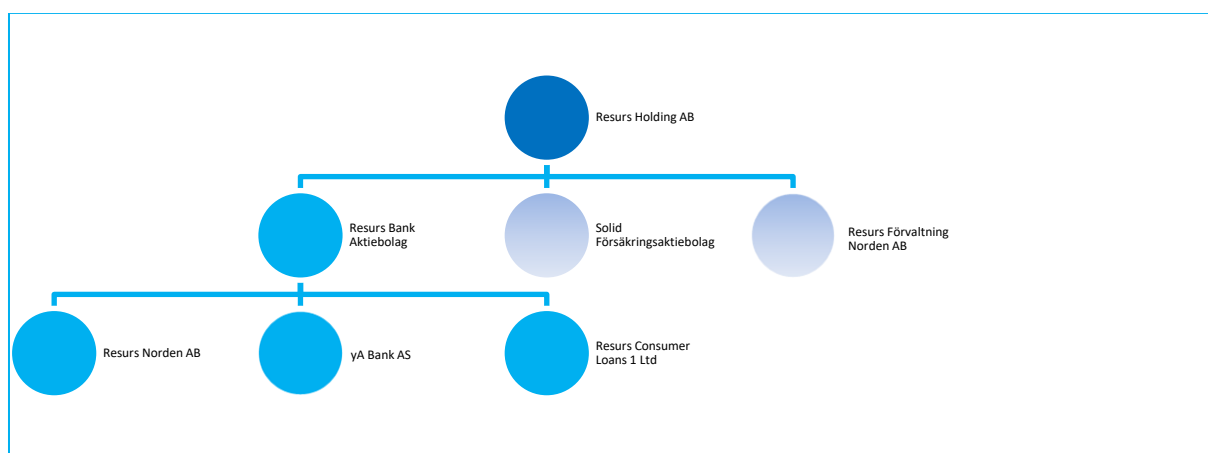 Resurs Holding AB
Resurs Bank
Aktiebolag
Solid
Försäkringsaktiebolag
Resurs Förvaltning
Norden AB
Resurs Norden AB
yA Bank AS
Resurs Consumer
Loans 1 Ltd